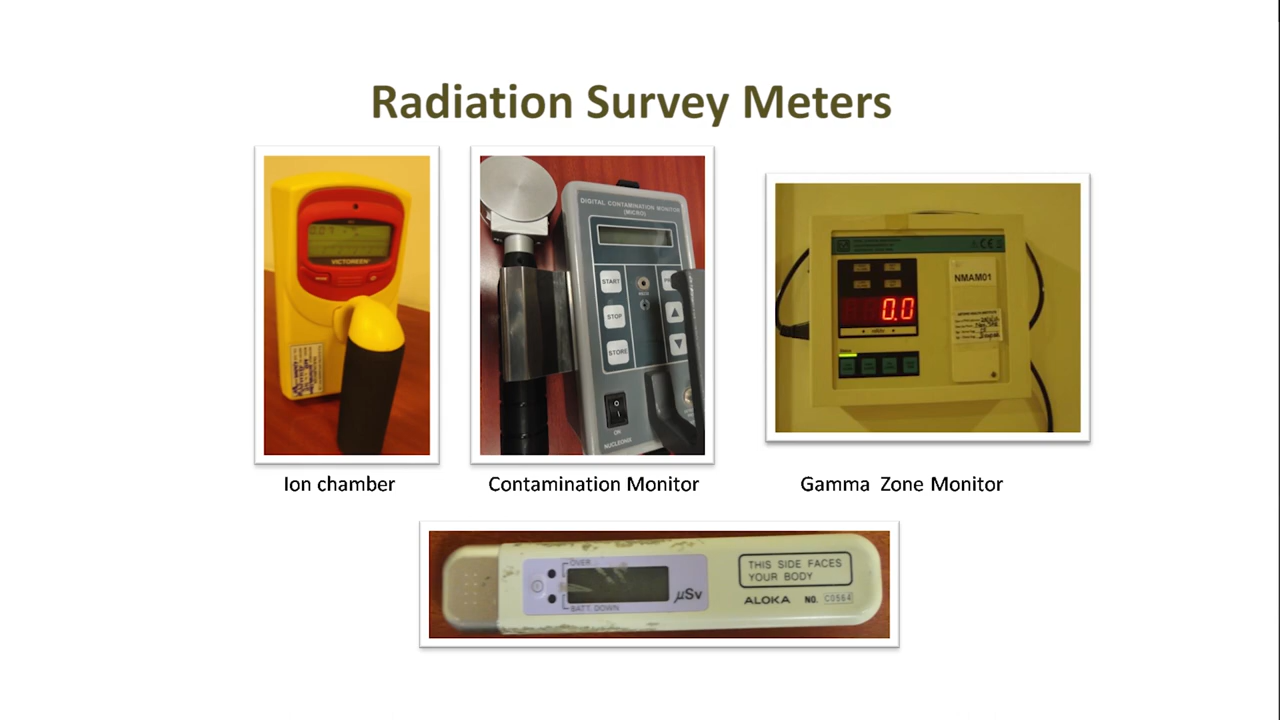 Radiation Survey Meters
VICTOREEN
DIGITAL CONTAMINATION MONITOR
(MICRO)
START
STOP
STORE
ON
NUCLEONIX
NMAM01
0.0
Ion chamber
Contamination Monitor
Gamma Zone Monitor
OVER
BATT. DOWN
μSv
THIS SIDE FACES
YOUR BODY
ALOKA NO. C0564